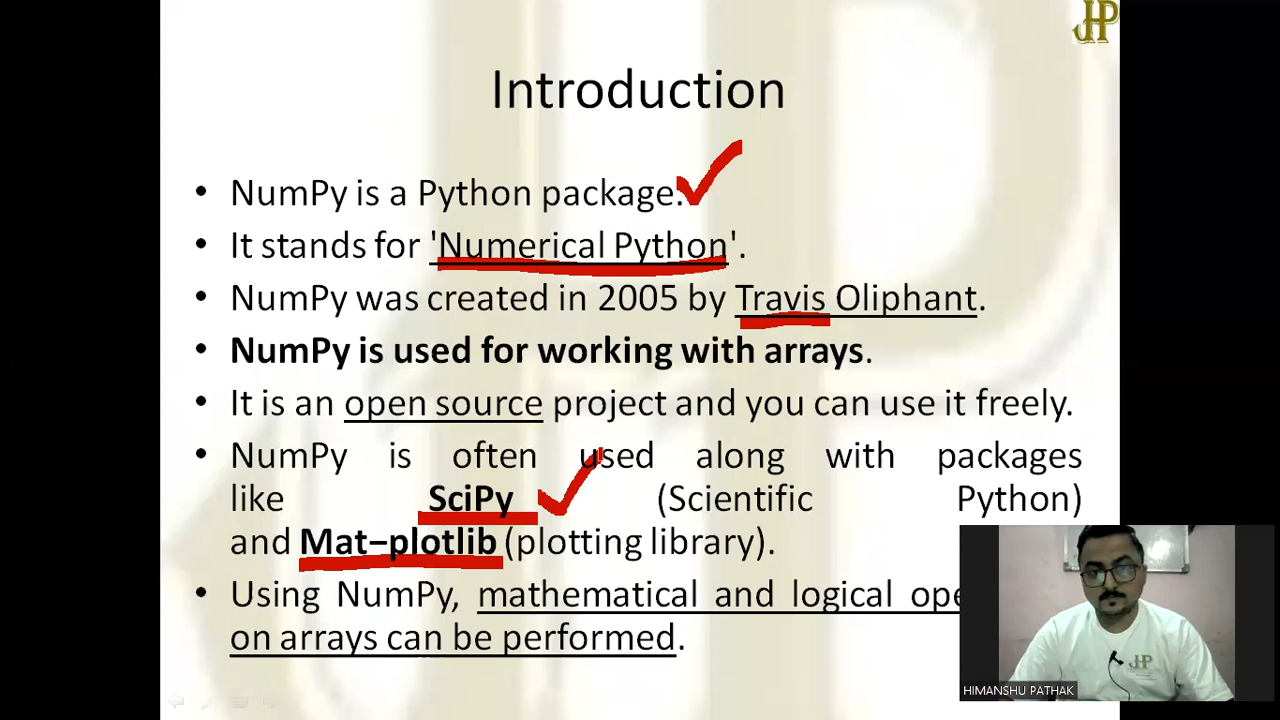 JHP
Introduction
• NumPy is a Python package.
• It stands for 'Numerical Python'.
• NumPy was created in 2005 by Travis Oliphant.
• NumPy is used for working with arrays.
• It is an open source project and you can use it freely.
• NumPy is often used along with packages
like SciPy (Scientific Python)
and Mat−plotlib (plotting library).
• Using NumPy, mathematical and logical ope
on arrays can be performed.
JHP
HIMANSHU PATHAK